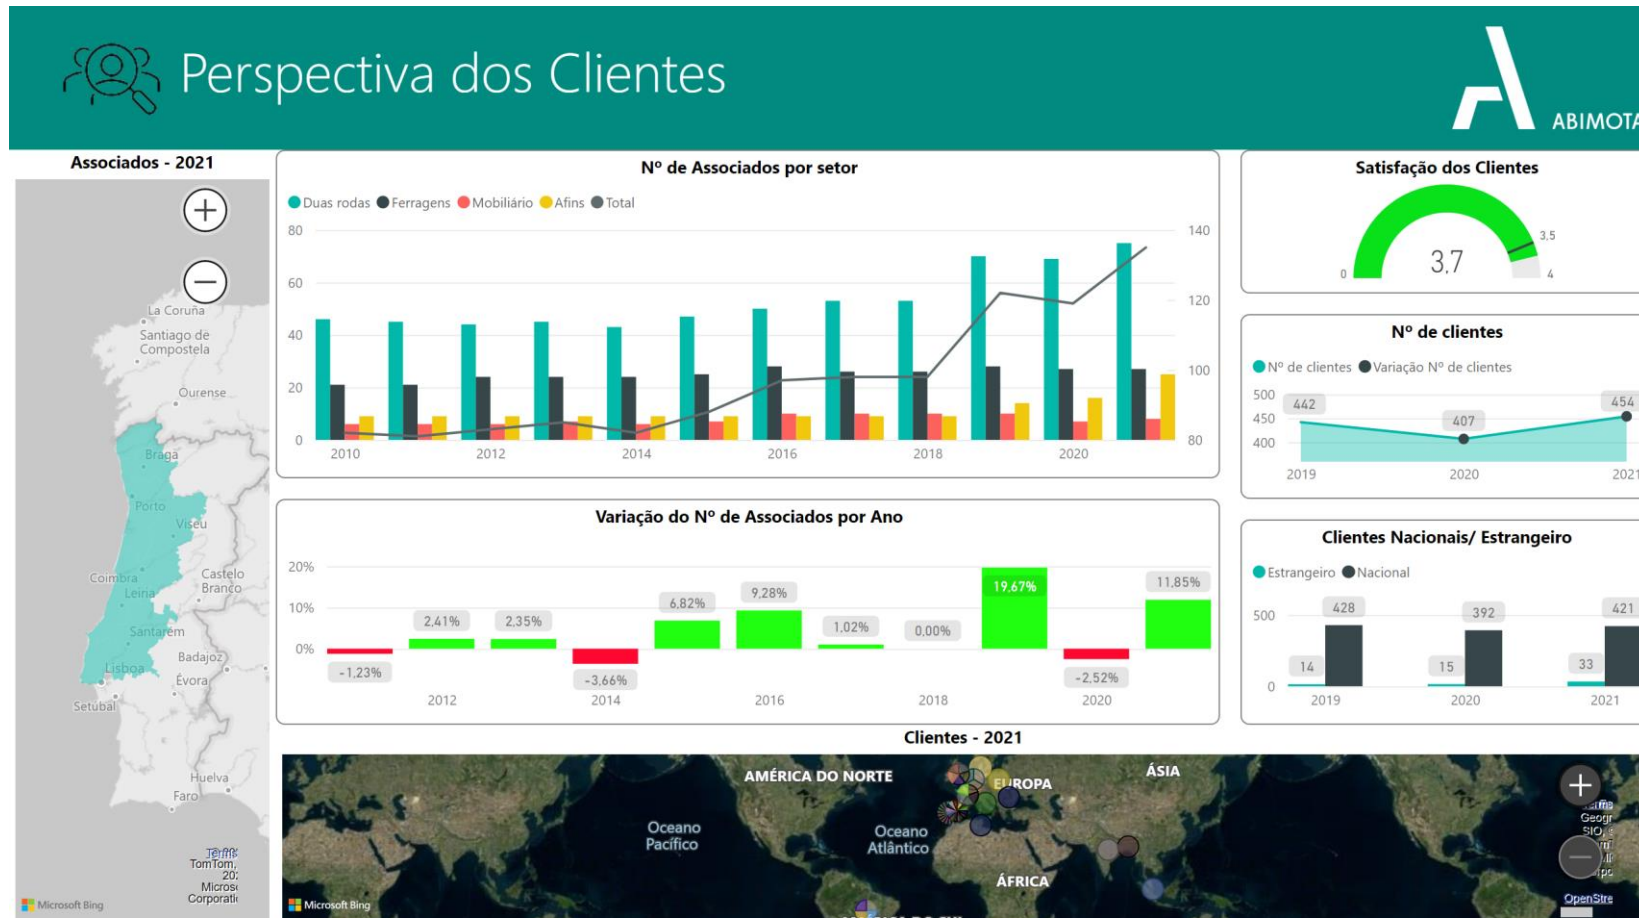 Perspectiva dos Clientes
ABIMOTA
Associados - 2021
La Coruña
Santiago de
Compostela
Ourense
Braga
Porto
Viseu
Coimbra
Castelo
Branco
Leiria
Santarém
Lisboa
Badajoz
Évora
Setúbal
Huelva
Faro
TomTom,
Microsoft Bing
Nº de Associados por setor
Duas rodas Ferragens Mobiliário Afins Total
80
60
40
20
0
140
120
100
80
2010 2012 2014 2016 2018 2020
Variação do Nº de Associados por Ano
20%
10%
0%
-1,23%
2,41%
2,35%
-3,66%
6,82%
9,28%
1,02%
0,00%
19,67%
-2,52%
11,85%
2012 2014 2016 2018 2020
Satisfação dos Clientes
3,7
0
3,5
4
Nº de clientes
Nº de clientes Variação Nº de clientes
500
450
400
442
407
454
2019 2020 2021
Clientes Nacionais/ Estrangeiro
Estrangeiro Nacional
500
0
14
428
15
392
33
421
2019 2020 2021
Clientes - 2021
AMÉRICA DO NORTE
EUROPA
ÁSIA
Oceano
Pacífico
Oceano
Atlântico
ÁFRICA
Microsoft Bing
OpenStre